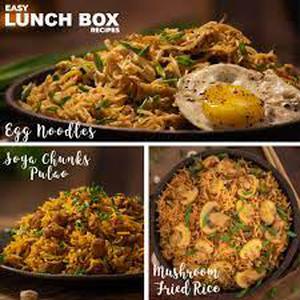 EASY
LUNCH BOX
RECIPES
Egg Noodles
Soya Chunks
Pulao
Mushroom
Fried Rice